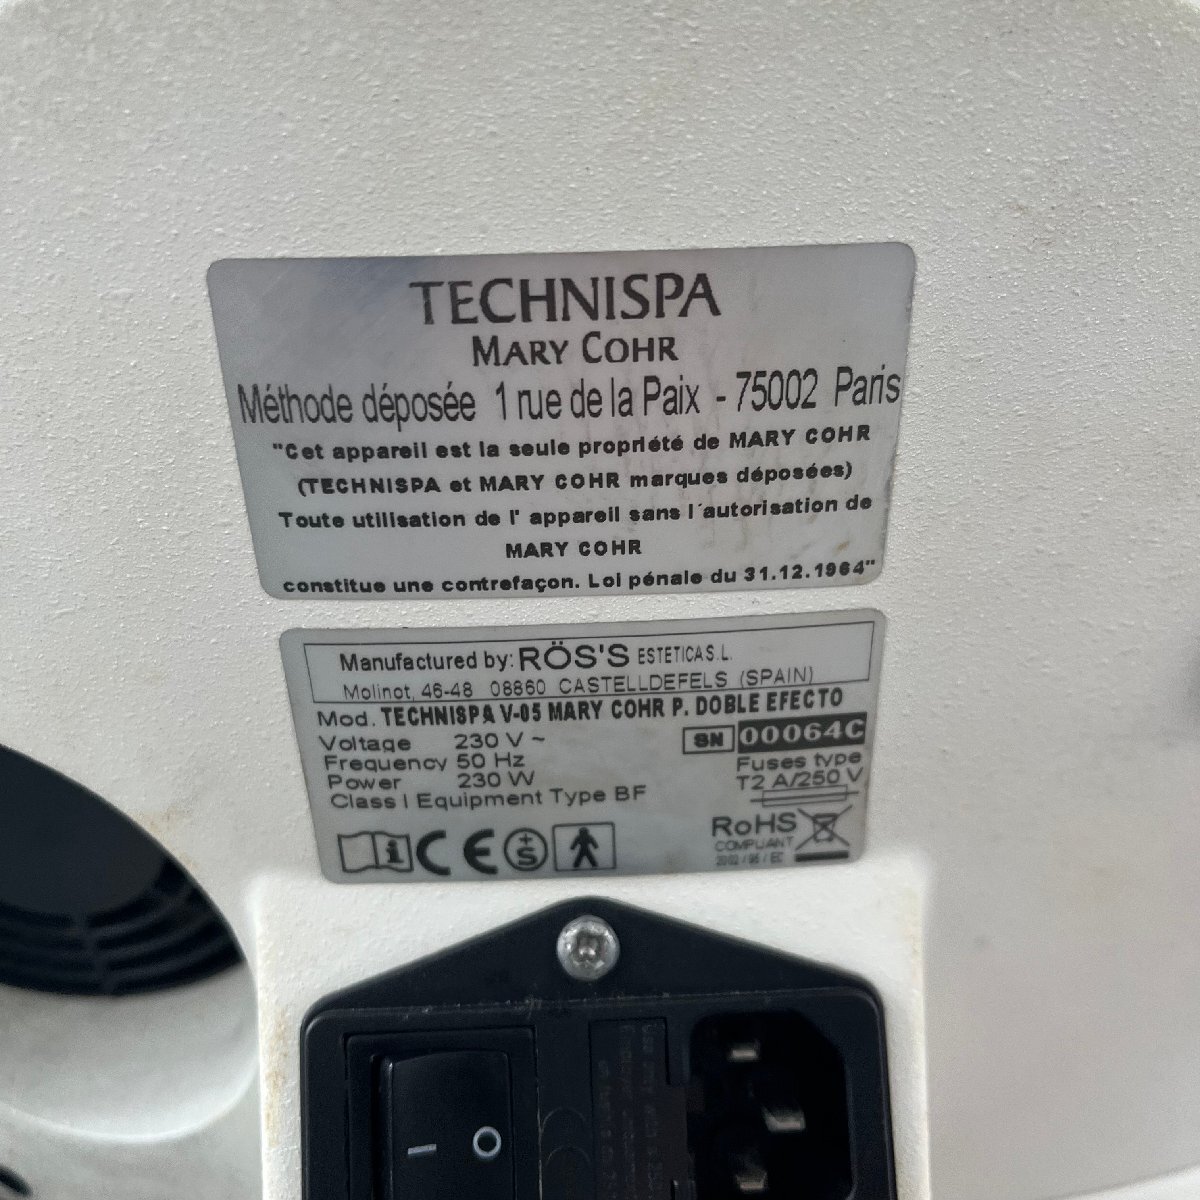 TECHNISPA
MARY COHR
Méthode déposée 1 rue de la Paix - 75002 Paris
"Cet appareil est la seule propriété de MARY COHR
(TECHNISPA et MARY COHR marques déposées)
Toute utilisation de l' appareil sans l'autorisation de
MARY COHR
constitue une contrefaçon. Loi pénale du 31.12.1964"
Manufactured by: RÖS'S ESTETICA S.L.
Molinot, 46-48 08860 CASTELLDEFELS (SPAIN)
Mod. TECHNISPA V-05 MARY COHR P. DOBLE EFECTO
Voltage 230 V ~
SN 00064C
Frequency 50 Hz
Fuses type
Power 230 W
T2 A/250 V
Class I Equipment Type BF
i CE ± S
RoHS
COMPLIANT
2002 / 95 / EC